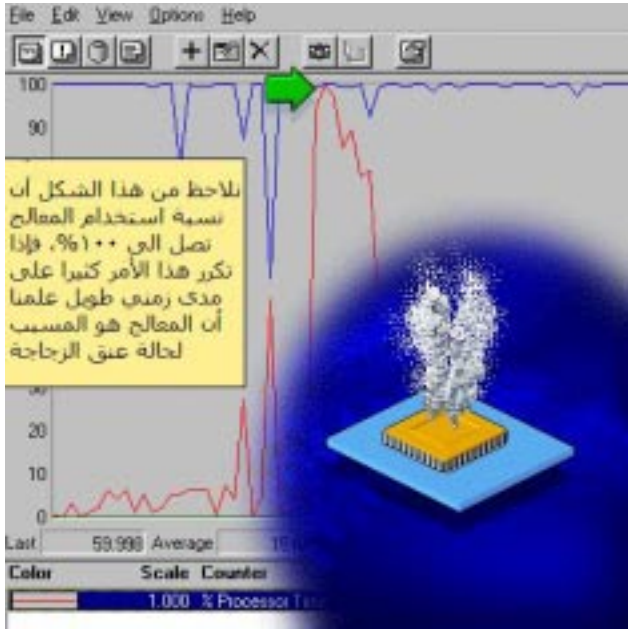 File Edit View Options Help
100
90
نلاحظ من هذا الشكل أن
نسبة استخدام المعالج
تصل الى ١٠٠%، فإذا
تكرر هذا الأمر كثيرا على
مدى زمني طويل علمنا
أن المعالج هو المسبب
لحالة عنق الزجاجة
20
10
0
Last 59.998 Average
Color Scale Counter
1.000 % Processor